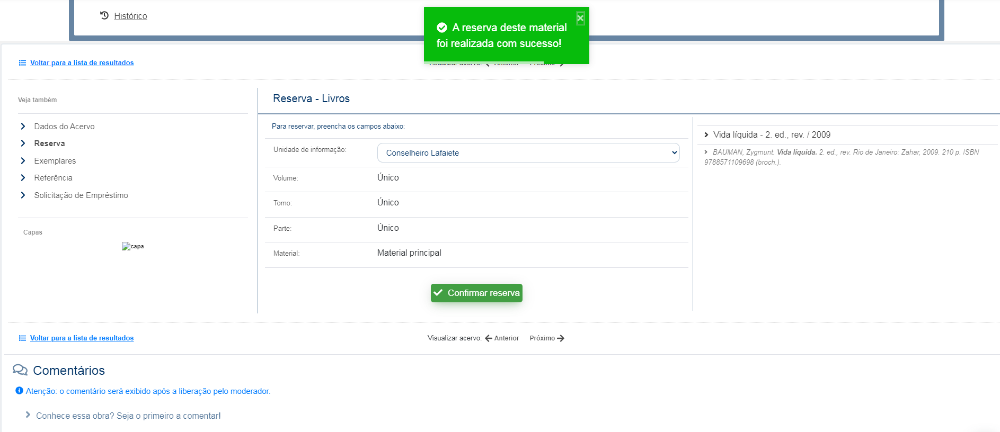 Histórico
A reserva deste material
foi realizada com sucesso!
Voltar para a lista de resultados
Visualizar acervo: Anterior Próximo
Veja também
Dados do Acervo
Reserva
Exemplares
Referência
Solicitação de Empréstimo
Capas
capa
Reserva - Livros
Para reservar, preencha os campos abaixo:
Unidade de informação: Conselheiro Lafaiete
Volume: Único
Tomo: Único
Parte: Único
Material: Material principal
Confirmar reserva
Vida líquida - 2. ed., rev. / 2009
BAUMAN, Zygmunt. Vida líquida. 2. ed., rev. Rio de Janeiro: Zahar, 2009. 210 p. ISBN
9788571109698 (broch.).
Voltar para a lista de resultados
Visualizar acervo: Anterior Próximo
Comentários
Atenção: o comentário será exibido após a liberação pelo moderador.
Conhece essa obra? Seja o primeiro a comentar!